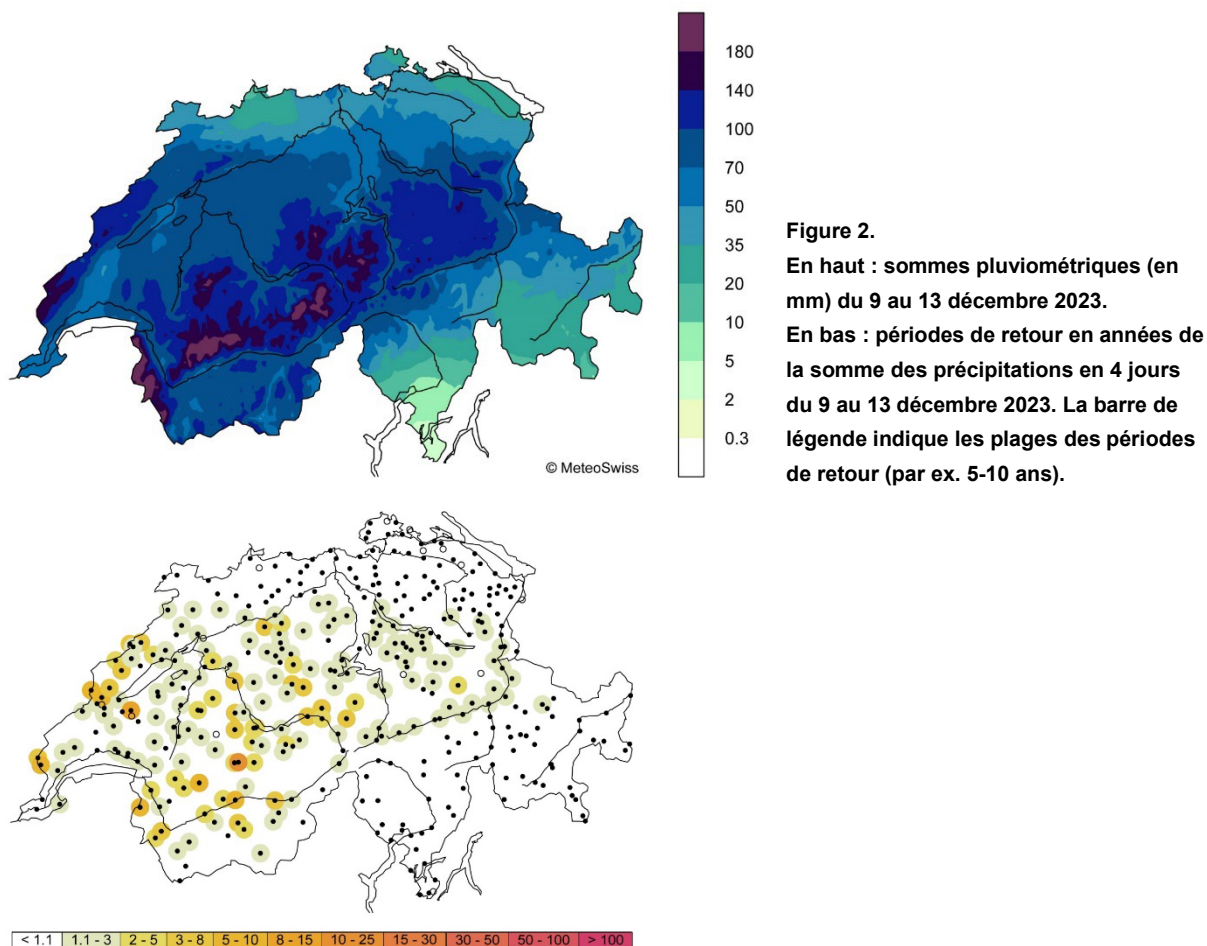 180
140
100
70
50
35
20
10
5
2
0.3
© MeteoSwiss
Figure 2.
En haut : sommes pluviométriques (en
mm) du 9 au 13 décembre 2023.
En bas : périodes de retour en années de
la somme des précipitations en 4 jours
du 9 au 13 décembre 2023. La barre de
légende indique les plages des périodes
de retour (par ex. 5-10 ans).
< 1.1 1.1 - 3 2 - 5 3 - 8 5 - 10 8 - 15 10 - 25 15 - 30 30 - 50 50 - 100 > 100